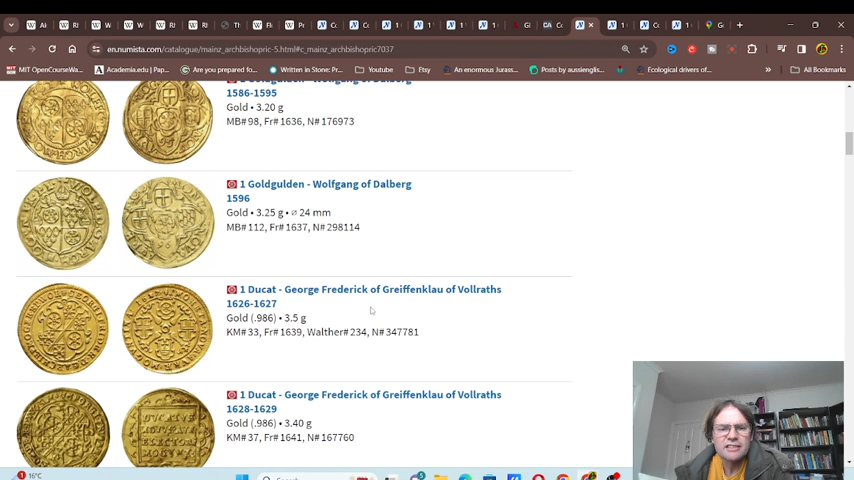 en.numista.com/catalogue/mainz_archbishopric-5.html#c_mainz_archbishopric7037
MIT OpenCourseWa...
Academia.edu | Pap...
Are you prepared fo...
Written in Stone: Pr...
Youtube
Etsy
An enormous Jurass...
Posts by aussienglis...
Ecological drivers of...
All Bookmarks
1586-1595
Gold • 3.20 g
MB# 98, Fr# 1636, N# 176973
1 Goldgulden - Wolfgang of Dalberg
1596
Gold • 3.25 g • ⌀ 24 mm
MB# 112, Fr# 1637, N# 298114
1 Ducat - George Frederick of Greiffenklau of Vollraths
1626-1627
Gold (.986) • 3.5 g
KM# 33, Fr# 1639, Walther# 234, N# 347781
1 Ducat - George Frederick of Greiffenklau of Vollraths
1628-1629
Gold (.986) • 3.40 g
KM# 37, Fr# 1641, N# 167760
16°C